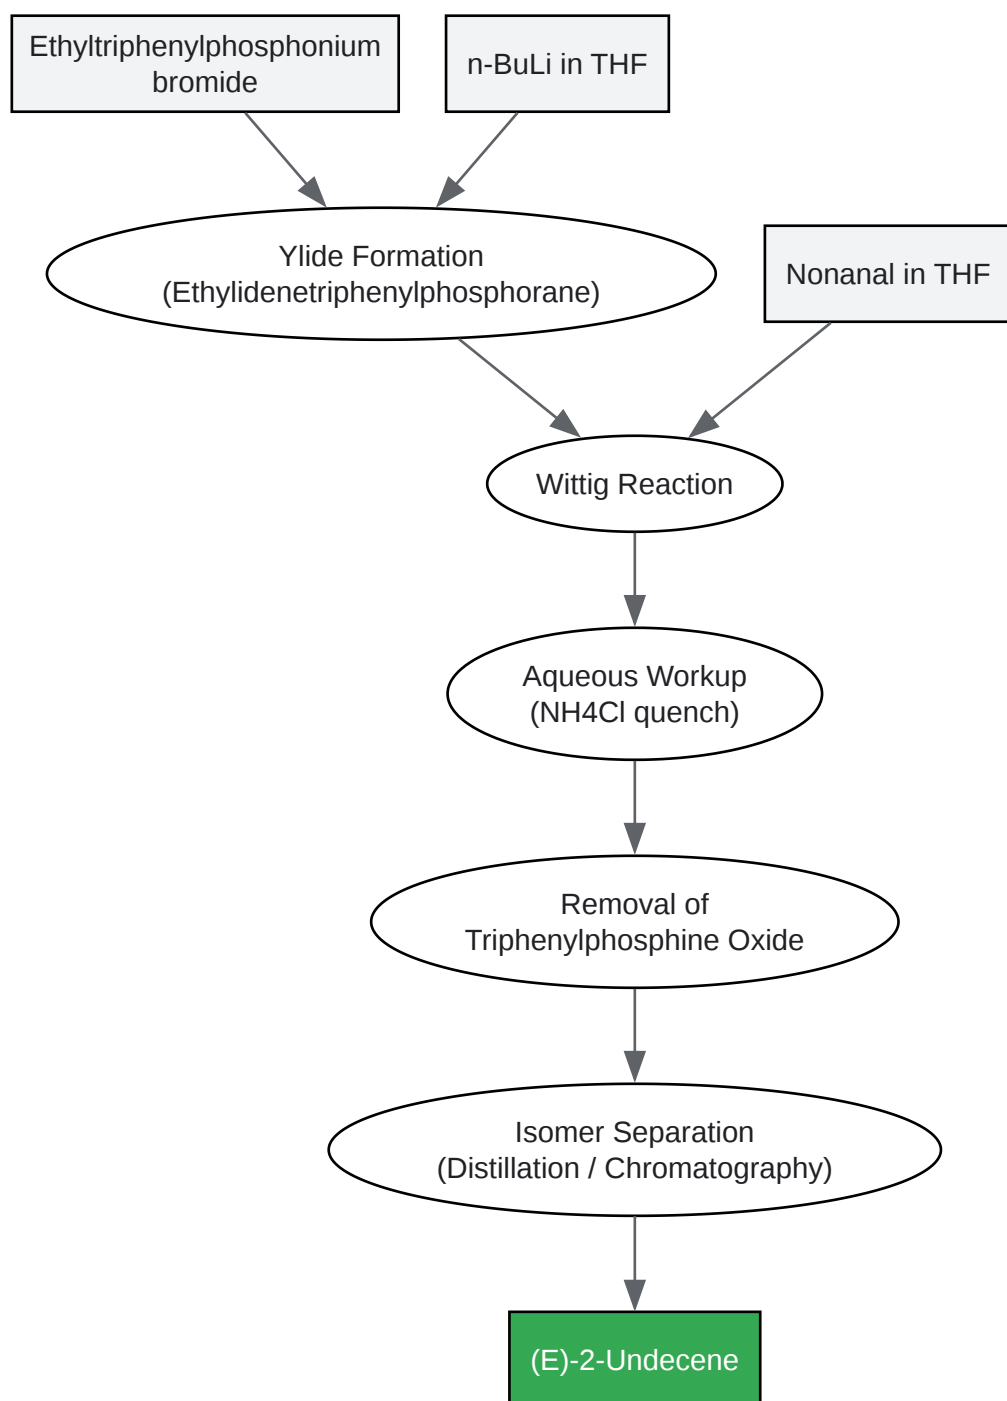 Ethyltriphenylphosphonium
bromide
n-BuLi in THF
Ylide Formation
(Ethylidenetriphenylphosphorane)
Nonanal in THF
Wittig Reaction
Aqueous Workup
(NH4Cl quench)
Removal of
Triphenylphosphine Oxide
Isomer Separation
(Distillation / Chromatography)
(E)-2-Undecene